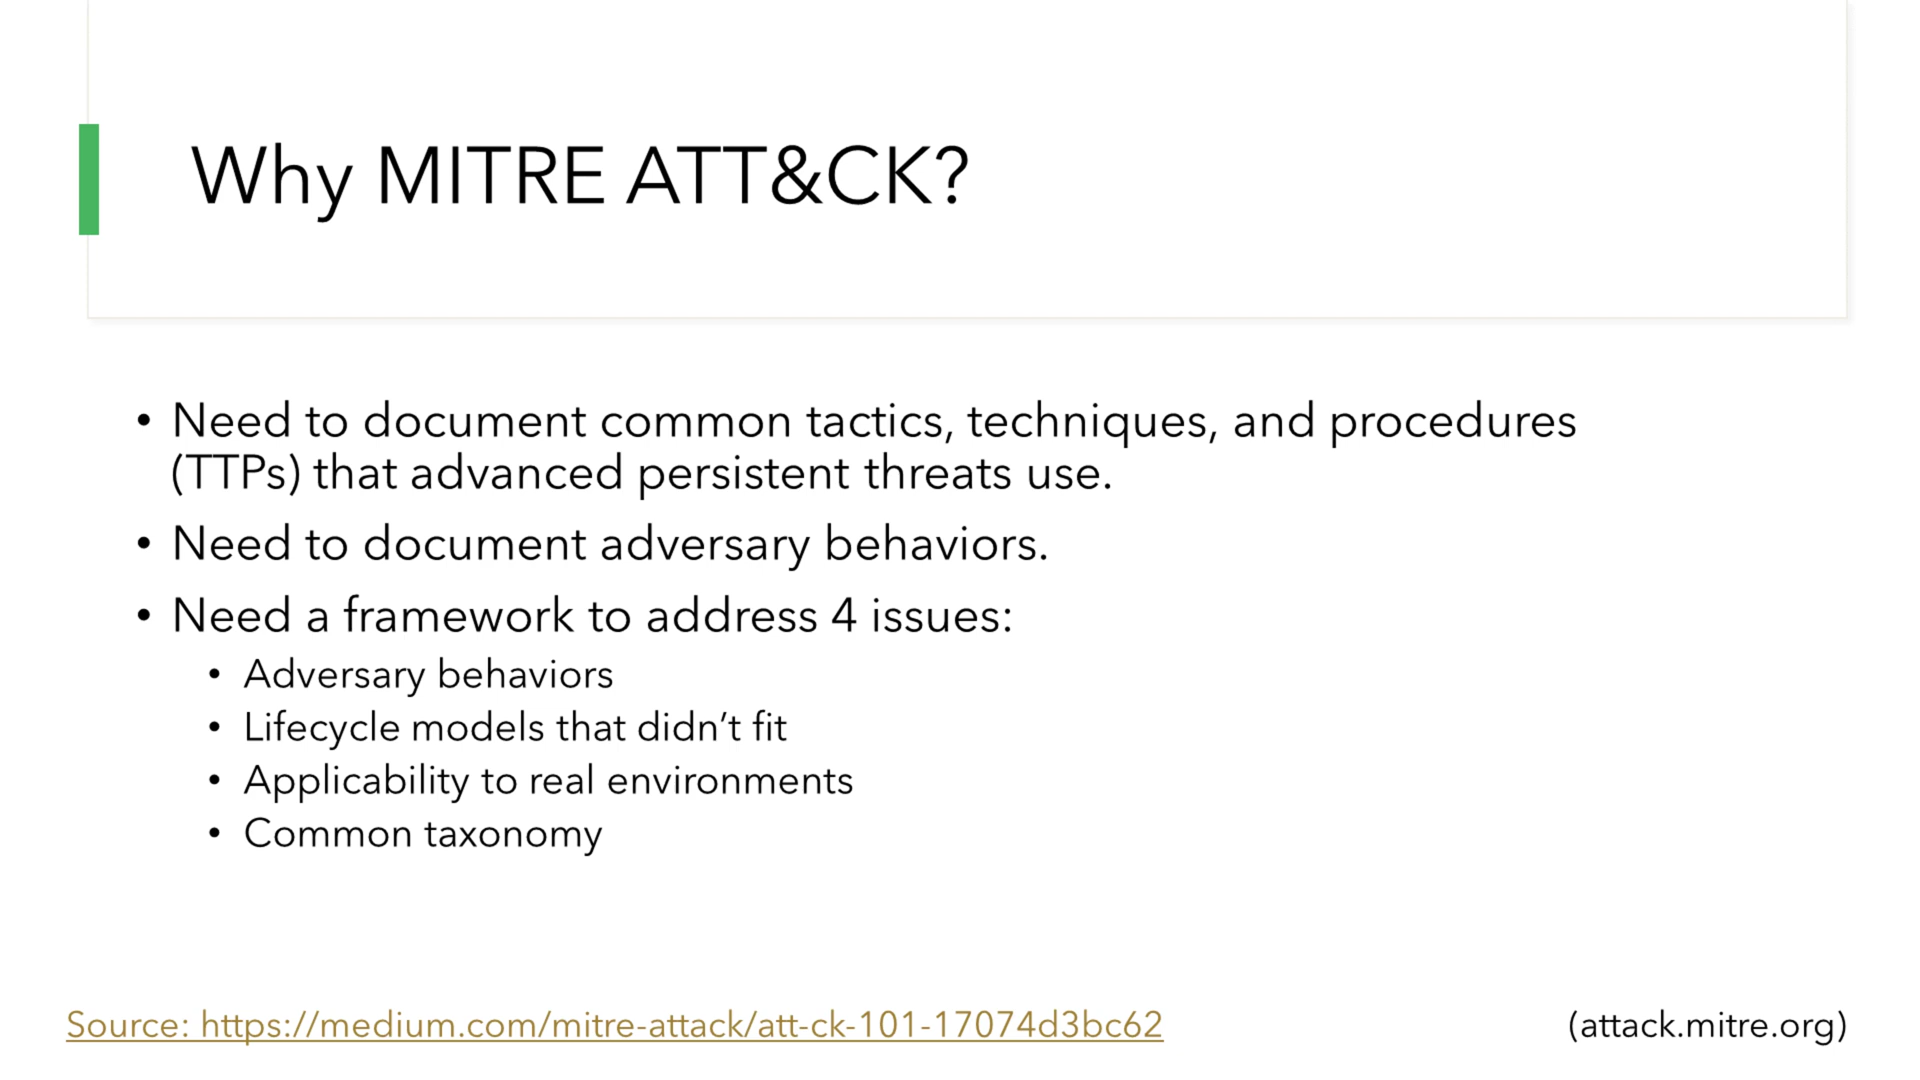 Why MITRE ATT&CK?
• Need to document common tactics, techniques, and procedures
(TTPs) that advanced persistent threats use.
• Need to document adversary behaviors.
• Need a framework to address 4 issues:
• Adversary behaviors
• Lifecycle models that didn’t fit
• Applicability to real environments
• Common taxonomy
Source: https://medium.com/mitre-attack/att-ck-101-17074d3bc62
(attack.mitre.org)